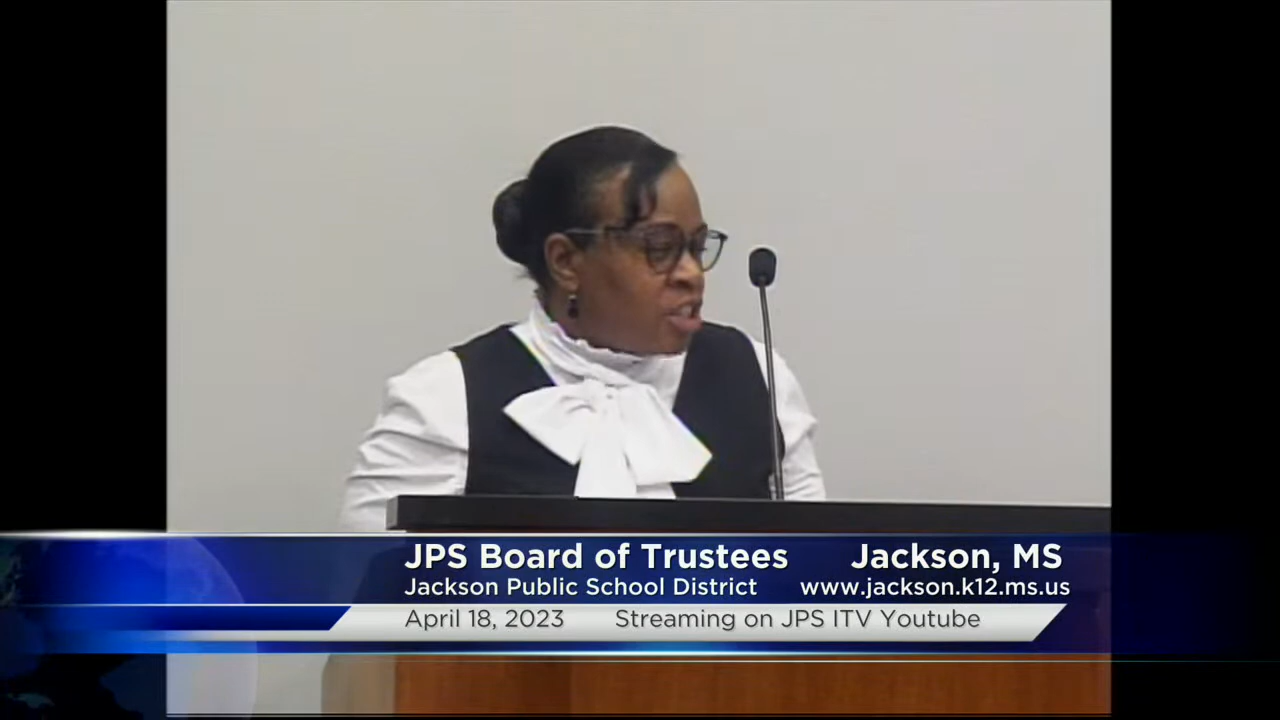 JPS Board of Trustees Jackson, MS
Jackson Public School District www.jackson.k12.ms.us
April 18, 2023 Streaming on JPS ITV Youtube